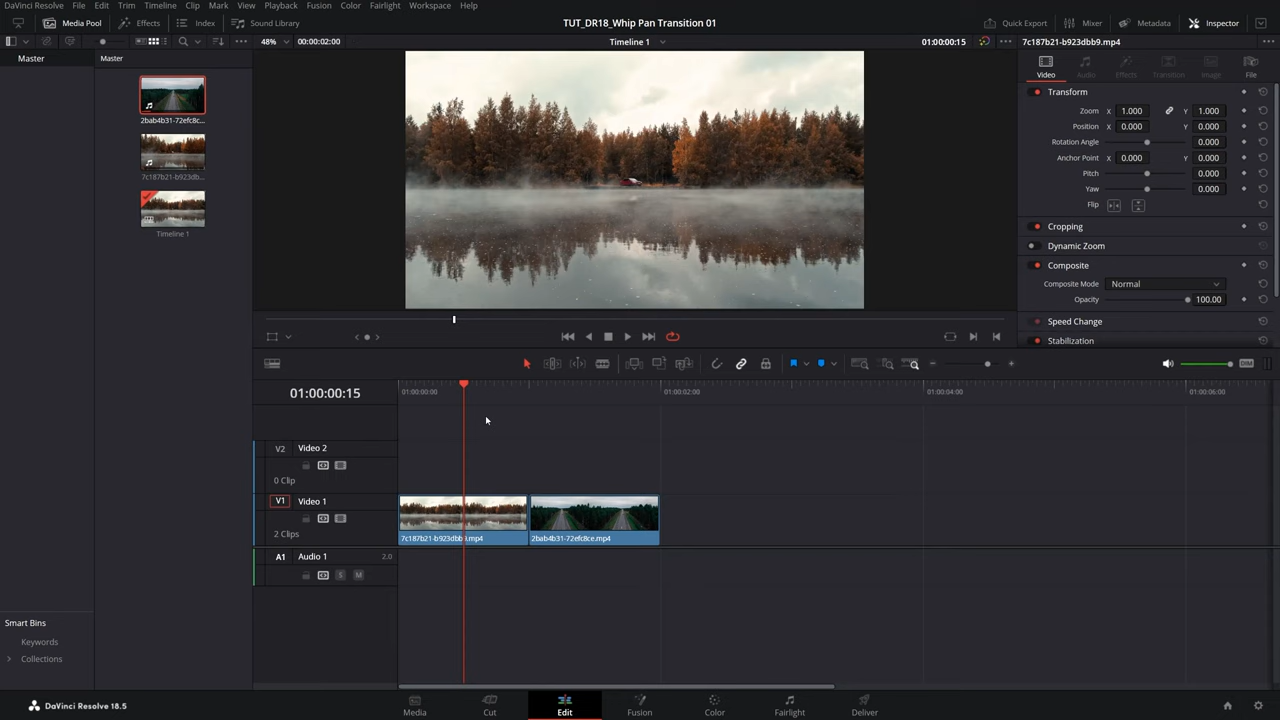 DaVinci Resolve File Edit Trim Timeline Clip Mark View Playback Fusion Color Fairlight Workspace Help
Media Pool Effects Index Sound Library TUT_DR18_Whip Pan Transition 01 Quick Export Mixer Metadata Inspector
48% 00:00:02:00 Timeline 1 01:00:00:15 7c187b21-b923dbb9.mp4
Master Master
Video Audio Effects Transition Image File
Transform
Zoom X 1.000 Y 1.000
2bab4b31-72efc8c...
Position X 0.000 Y 0.000
Rotation Angle 0.000
Anchor Point X 0.000 Y 0.000
7c187b21-b923db...
Pitch 0.000
Yaw 0.000
Flip
Timeline 1
Cropping
Dynamic Zoom
Composite
Composite Mode Normal
Opacity 100.00
Speed Change
Stabilization
DIM
01:00:00:15 01:00:00:00 01:00:02:00 01:00:04:00 01:00:06:00
V2 Video 2
0 Clip
V1 Video 1
2 Clips
7c187b21-b923dbb9.mp4 2bab4b31-72efc8ce.mp4
A1 Audio 1 2.0
S M
Smart Bins
Keywords
Collections
DaVinci Resolve 18.5
Media Cut Edit Fusion Color Fairlight Deliver